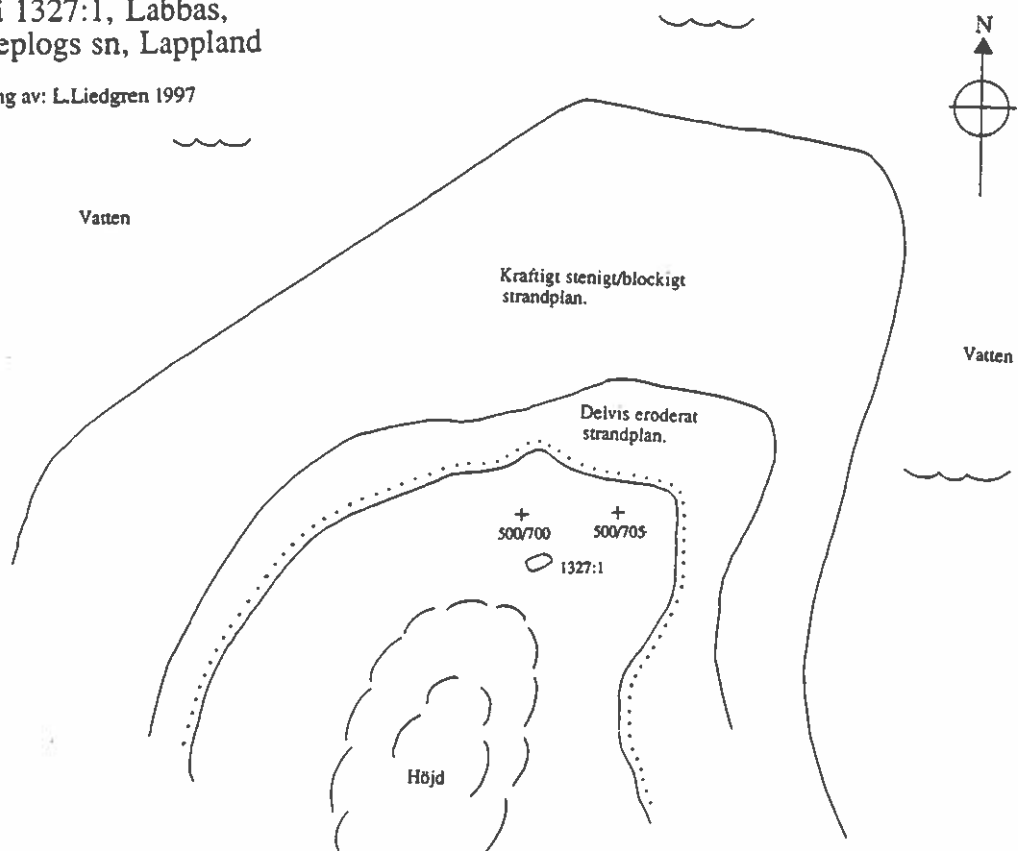 1327:1, Labbas,
eplogs sn, Lappland
ng av: L.Liedgren 1997
N
Vatten
Kraftigt stenigt/blockigt
strandplan.
Vatten
Delvis eroderat
strandplan.
500/700
500/705
1327:1
Höjd